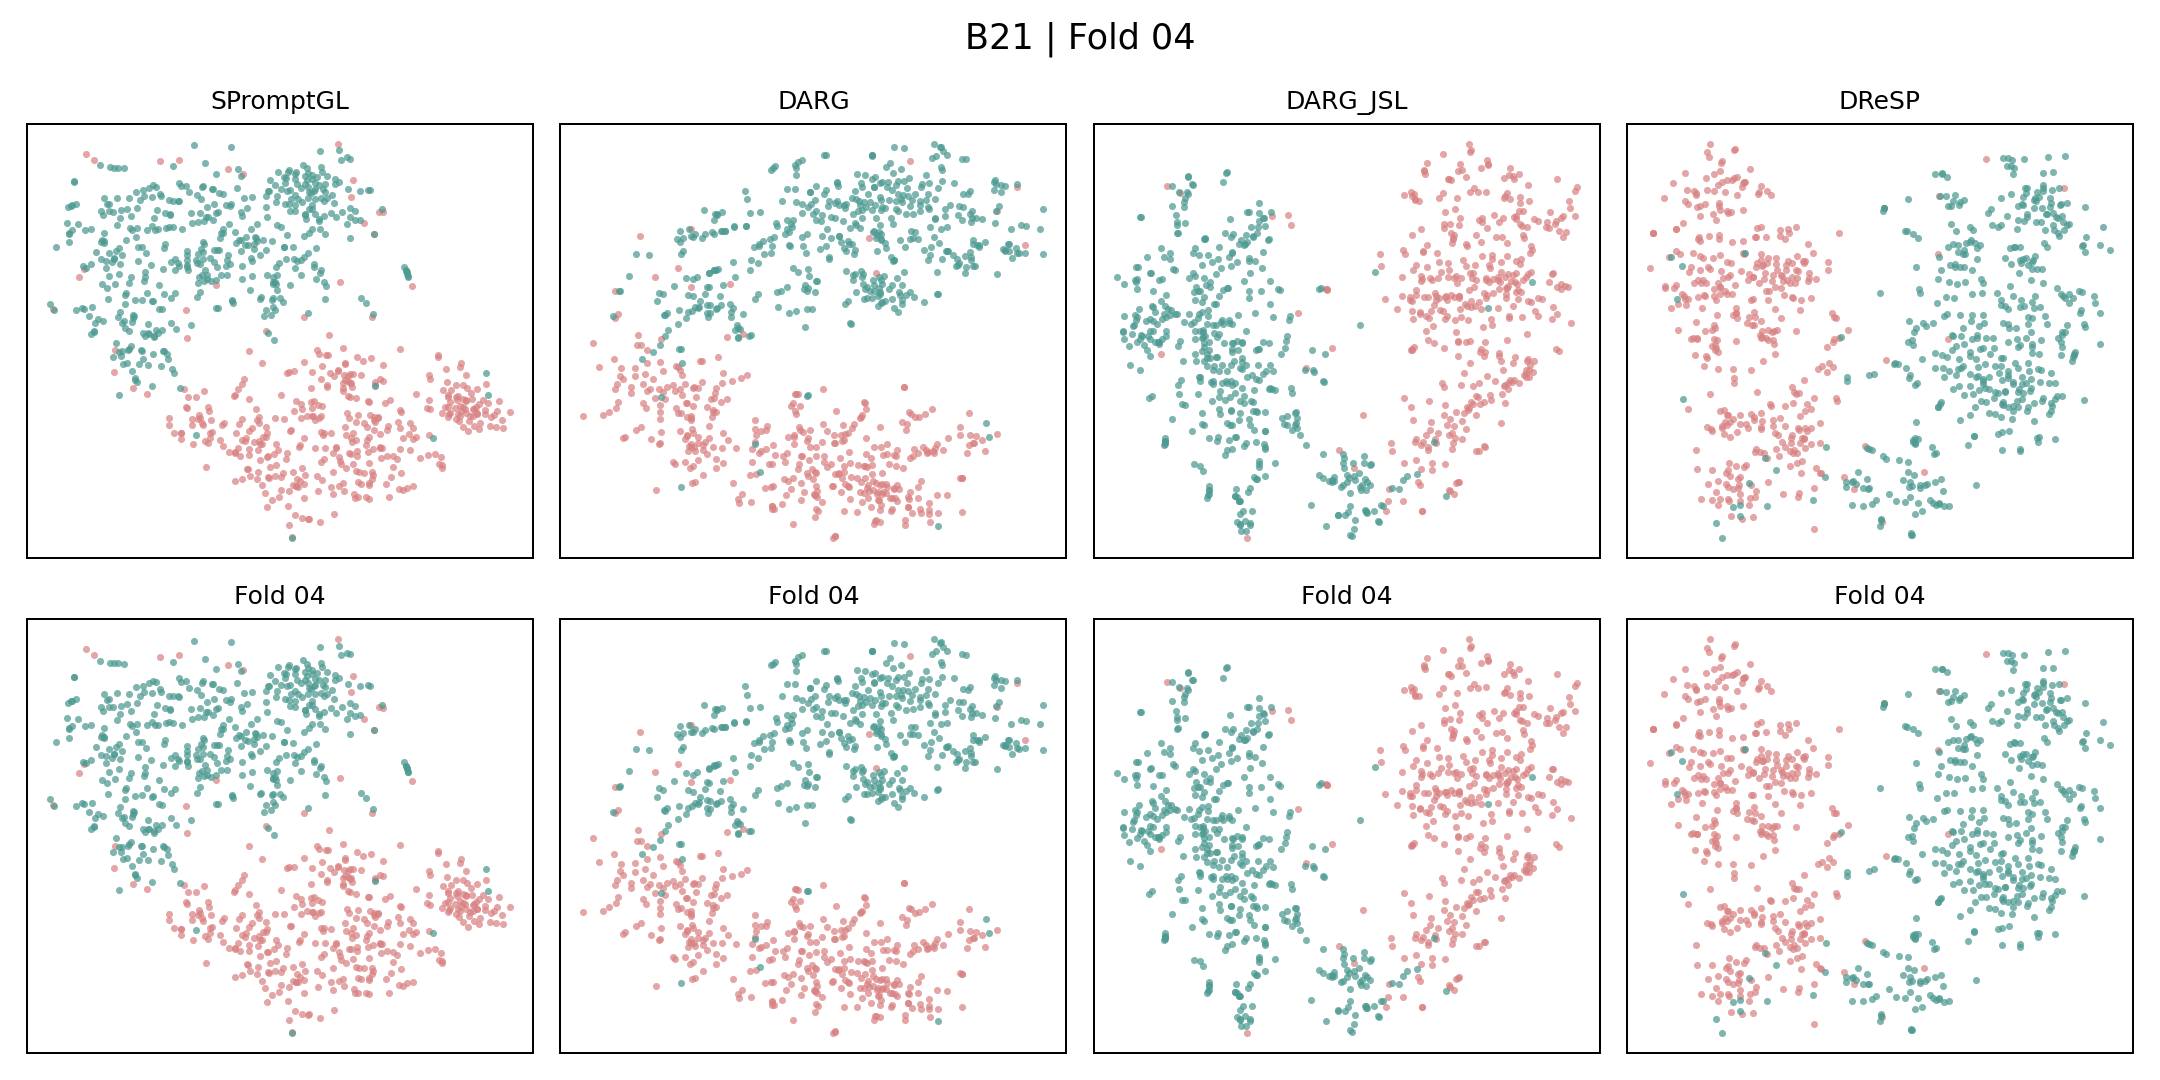 B21 | Fold 04
SPromptGL
DARG
DARG_JSL
DReSP
Fold 04
Fold 04
Fold 04
Fold 04